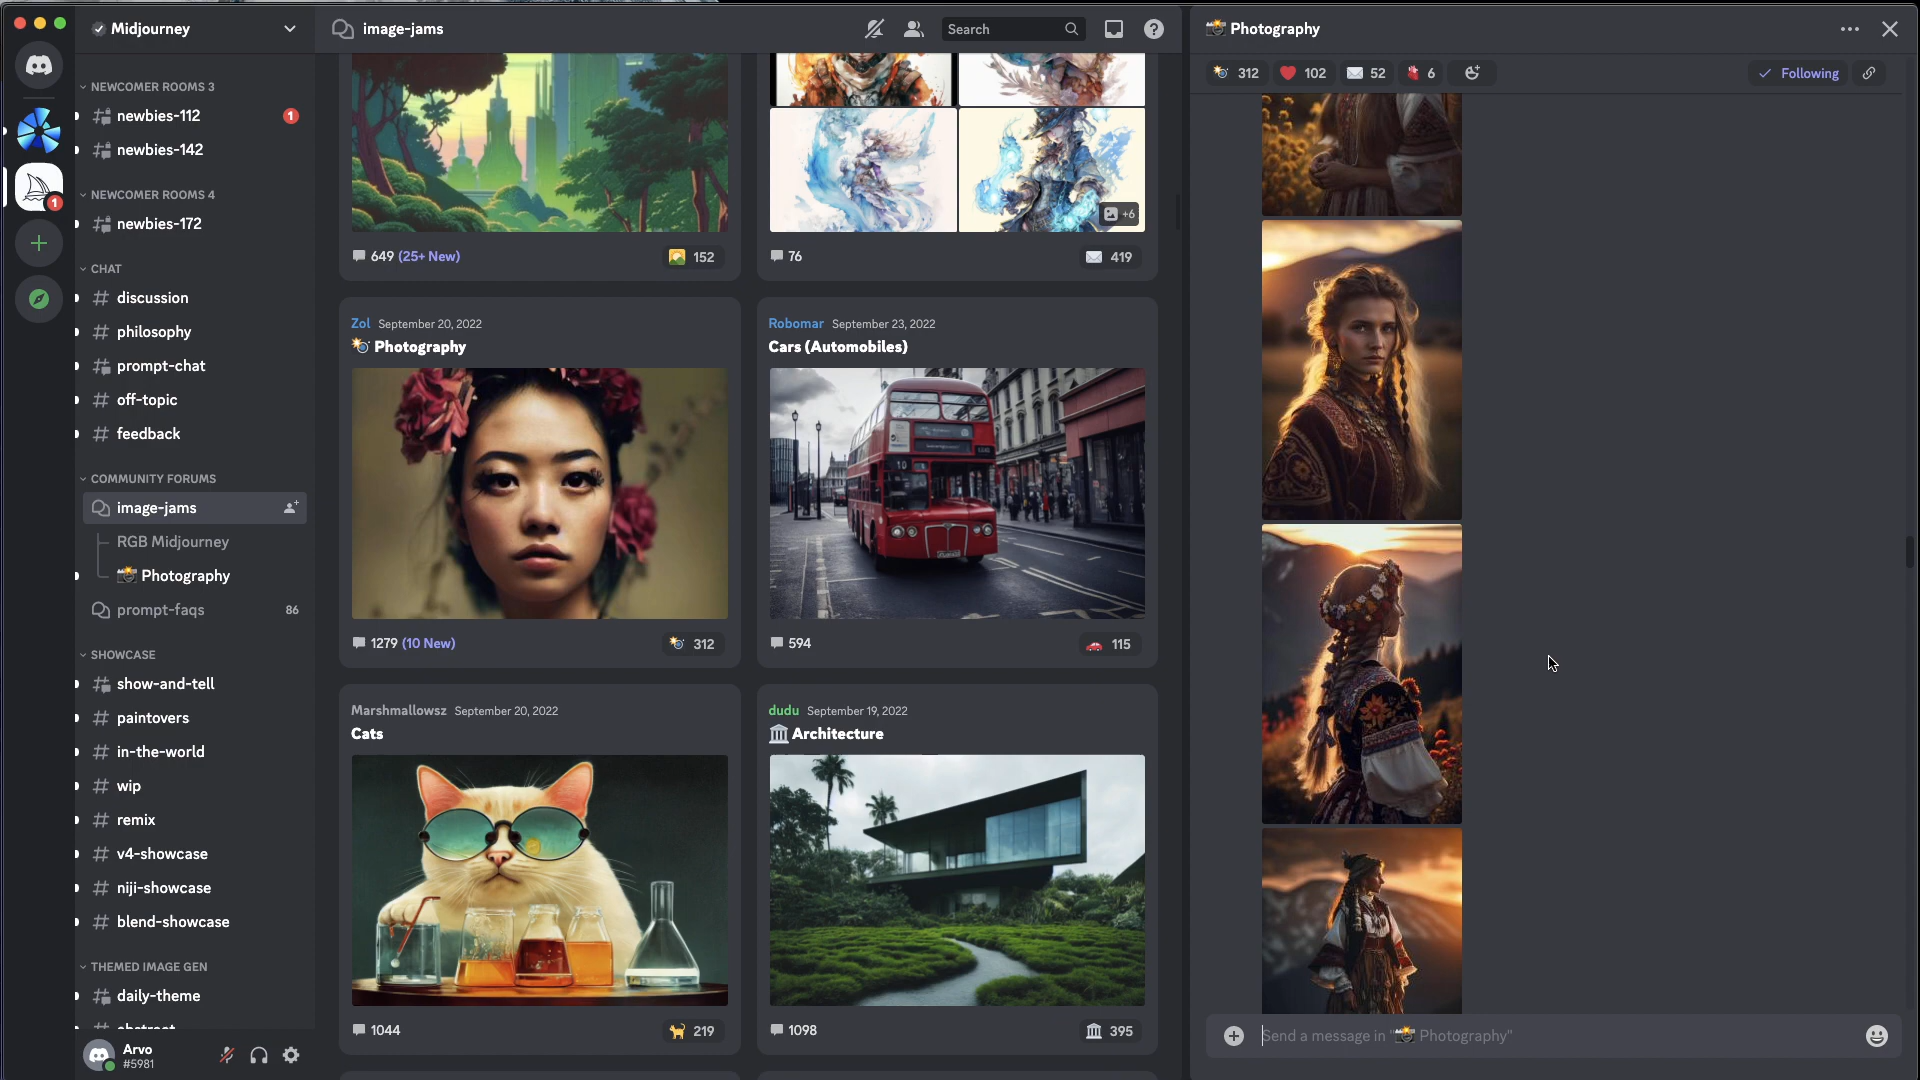 Midjourney
NEWCOMER ROOMS 3
newbies-112
1
newbies-142
NEWCOMER ROOMS 4
newbies-172
1
CHAT
discussion
philosophy
prompt-chat
off-topic
feedback
COMMUNITY FORUMS
image-jams
RGB Midjourney
📸 Photography
prompt-faqs 86
SHOWCASE
show-and-tell
paintovers
in-the-world
wip
remix
v4-showcase
niji-showcase
blend-showcase
THEMED IMAGE GEN
daily-theme
abstract
Arvo
#5981
image-jams
Search
649 (25+ New)
152
+6
76
419
Zol September 20, 2022
Photography
1279 (10 New)
312
Robomar September 23, 2022
Cars (Automobiles)
10
594
115
Marshmallowsz September 20, 2022
Cats
1044
219
dudu September 19, 2022
🏛 Architecture
1098
395
📸 Photography
312
102
52
6
Following
Send a message in "📸 Photography"